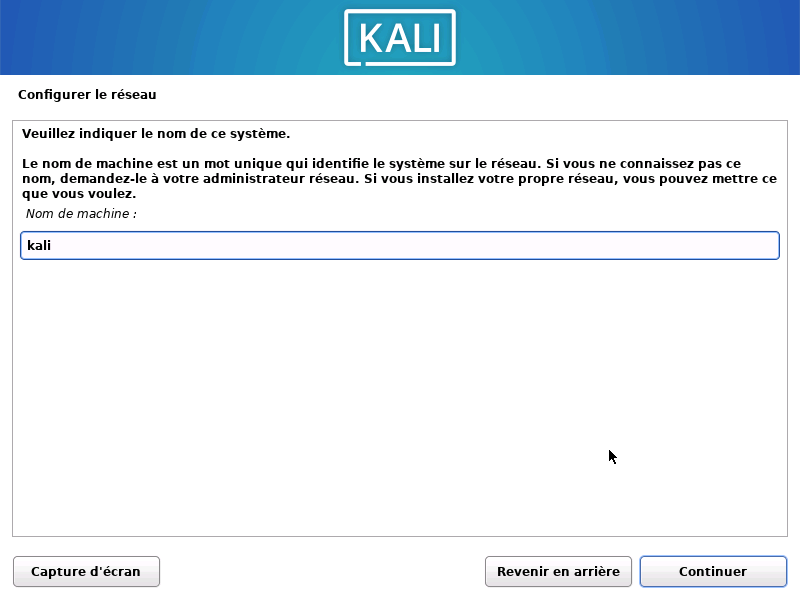 KALI
Configurer le réseau
Veuillez indiquer le nom de ce système.
Le nom de machine est un mot unique qui identifie le système sur le réseau. Si vous ne connaissez pas ce
nom, demandez-le à votre administrateur réseau. Si vous installez votre propre réseau, vous pouvez mettre ce
que vous voulez.
Nom de machine :
kali
Capture d'écran
Revenir en arrière
Continuer